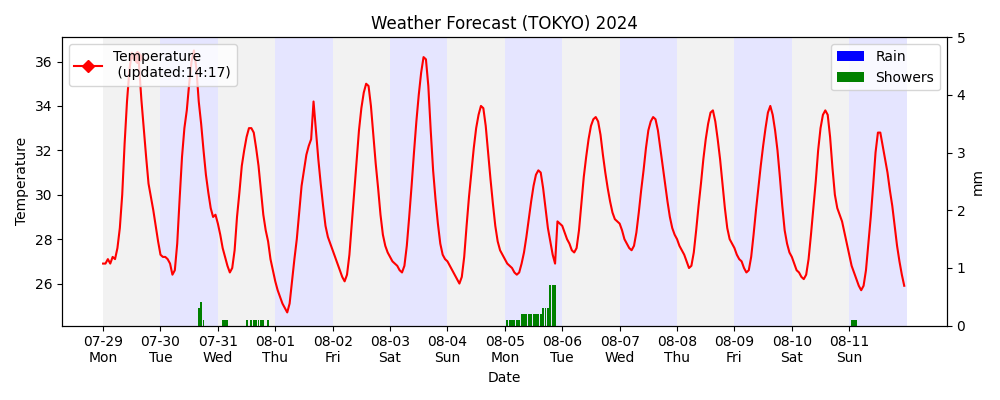 Weather Forecast (TOKYO) 2024
Temperature
(updated:14:17)
Rain
Showers
Temperature
36
34
32
30
28
26
5
4
3
2
1
0
mm
07-29 07-30 07-31 08-01 08-02 08-03 08-04 08-05 08-06 08-07 08-08 08-09 08-10 08-11
Mon Tue Wed Thu Fri Sat Sun Mon Tue Wed Thu Fri Sat Sun
Date